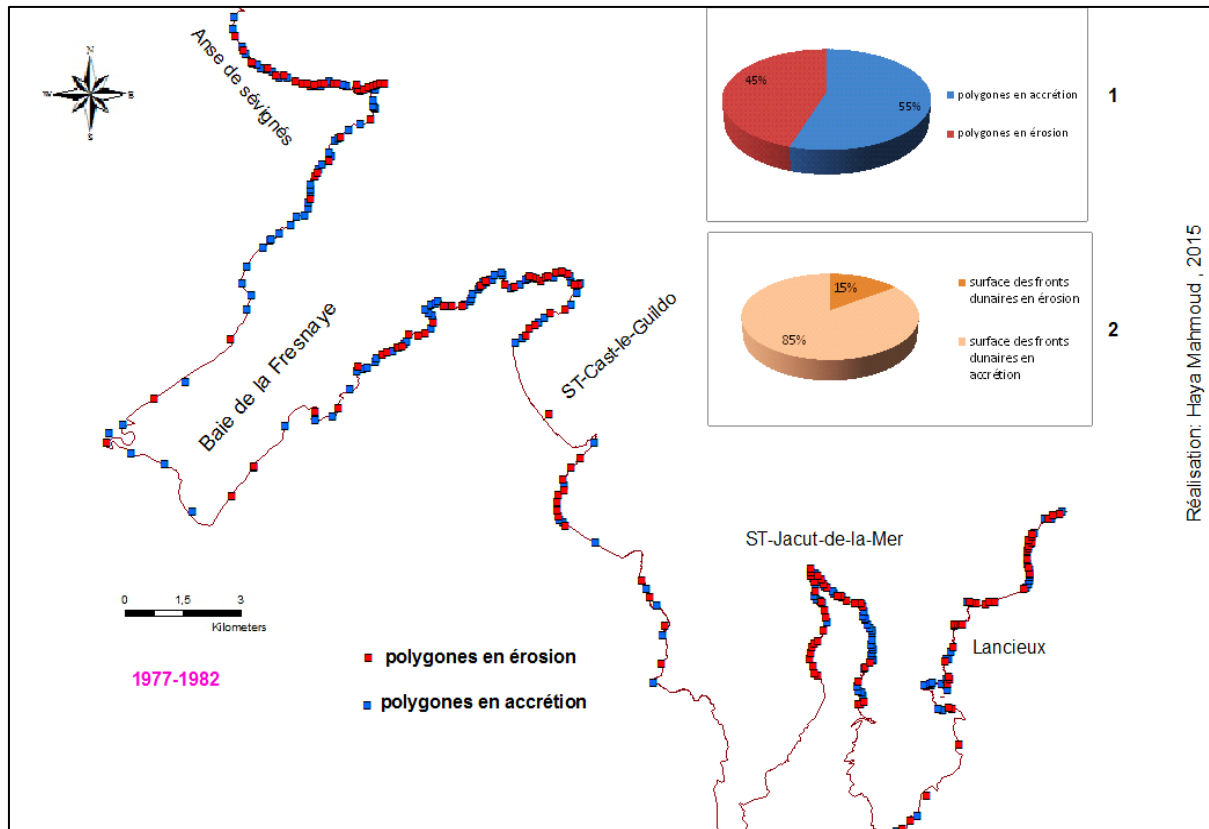 N
W
E
S
Anse de sévignés
Baie de la Fresnaye
ST-Cast-le-Guildo
ST-Jacut-de-la-Mer
Lancieux
45%
55%
polygones en accrétion
polygones en érosion
1
15%
85%
surface des fronts
dunaires en érosion
surface des fronts
dunaires en
accrétion
2
Réalisation: Haya Mahmoud , 2015
0 1,5 3
Kilometers
1977-1982
polygones en érosion
polygones en accrétion